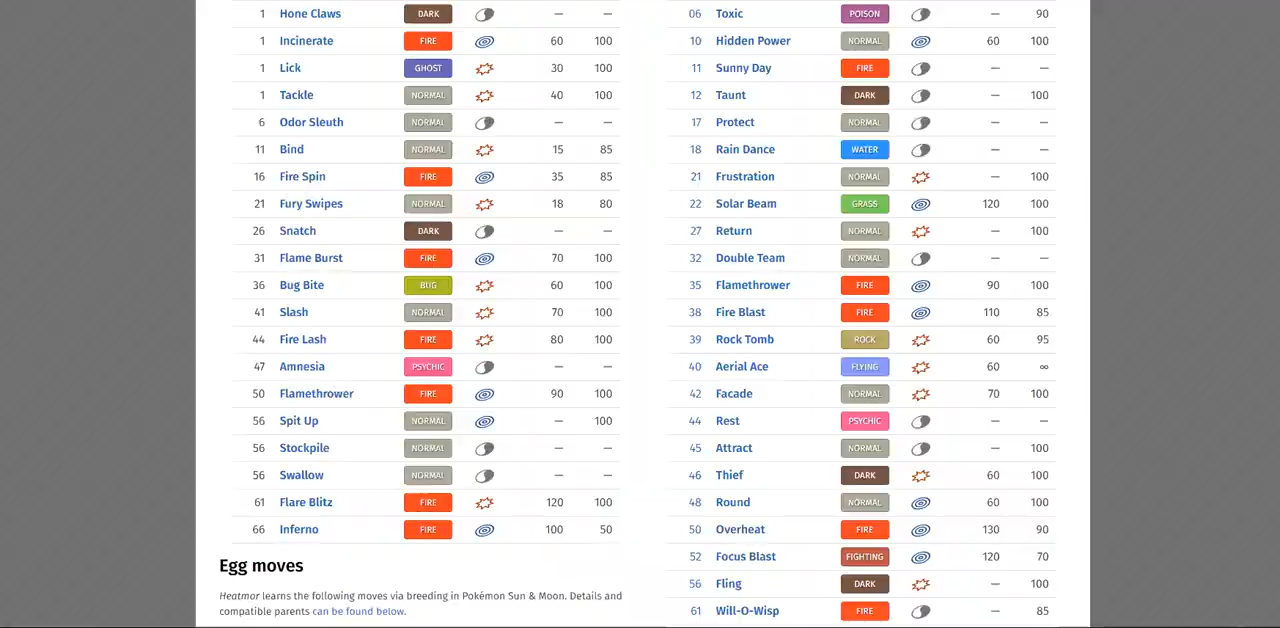 1 Hone Claws DARK — —
1 Incinerate FIRE 60 100
1 Lick GHOST 30 100
1 Tackle NORMAL 40 100
6 Odor Sleuth NORMAL — —
11 Bind NORMAL 15 85
16 Fire Spin FIRE 35 85
21 Fury Swipes NORMAL 18 80
26 Snatch DARK — —
31 Flame Burst FIRE 70 100
36 Bug Bite BUG 60 100
41 Slash NORMAL 70 100
44 Fire Lash FIRE 80 100
47 Amnesia PSYCHIC — —
50 Flamethrower FIRE 90 100
56 Spit Up NORMAL — 100
56 Stockpile NORMAL — —
56 Swallow NORMAL — —
61 Flare Blitz FIRE 120 100
66 Inferno FIRE 100 50
Egg moves
Heatmor learns the following moves via breeding in Pokémon Sun & Moon. Details and
compatible parents can be found below.
06 Toxic POISON — 90
10 Hidden Power NORMAL 60 100
11 Sunny Day FIRE — —
12 Taunt DARK — 100
17 Protect NORMAL — —
18 Rain Dance WATER — —
21 Frustration NORMAL — 100
22 Solar Beam GRASS 120 100
27 Return NORMAL — 100
32 Double Team NORMAL — —
35 Flamethrower FIRE 90 100
38 Fire Blast FIRE 110 85
39 Rock Tomb ROCK 60 95
40 Aerial Ace FLYING 60 ∞
42 Facade NORMAL 70 100
44 Rest PSYCHIC — —
45 Attract NORMAL — 100
46 Thief DARK 60 100
48 Round NORMAL 60 100
50 Overheat FIRE 130 90
52 Focus Blast FIGHTING 120 70
56 Fling DARK — 100
61 Will-O-Wisp FIRE — 85